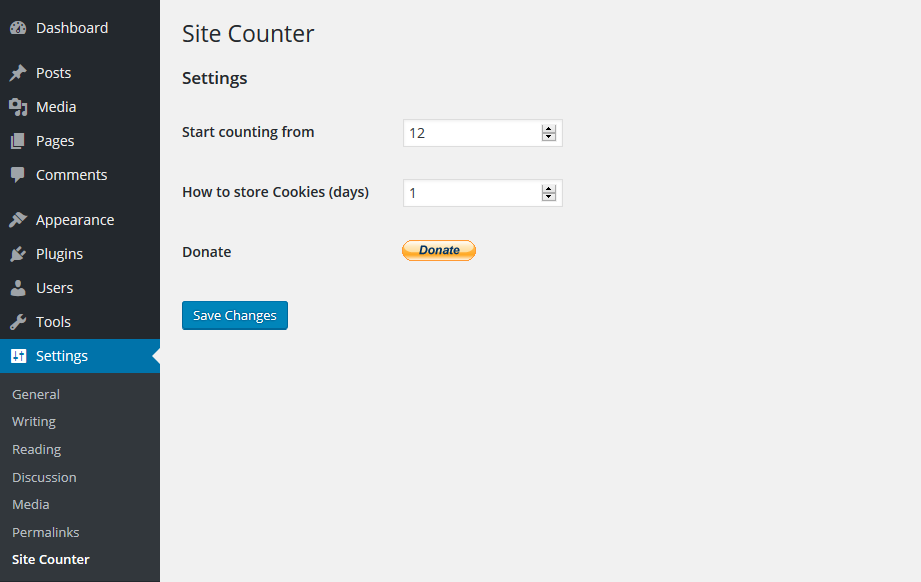 Dashboard
Posts
Media
Pages
Comments
Appearance
Plugins
Users
Tools
Settings
General
Writing
Reading
Discussion
Media
Permalinks
Site Counter
Site Counter
Settings
Start counting from 12
How to store Cookies (days) 1
Donate Donate
Save Changes